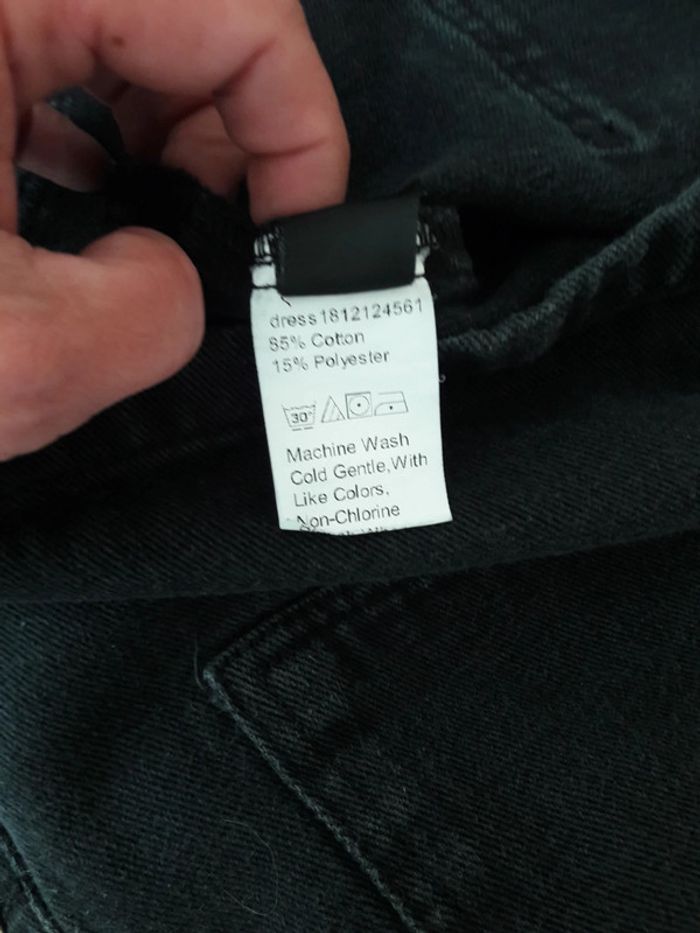 dress1812124561
85% Cotton
15% Polyester
30°
Machine Wash
Cold Gentle,With
Like Colors,
Non-Chlorine